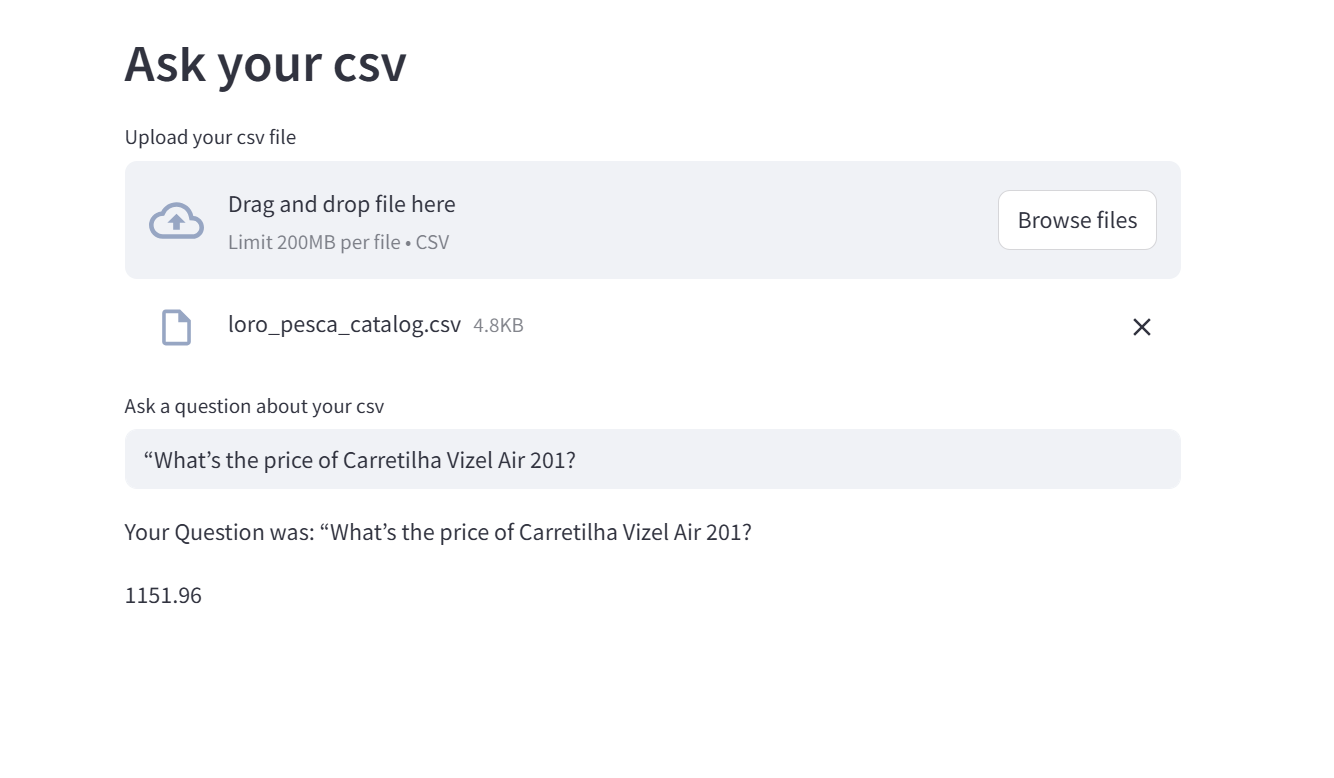 Ask your csv
Upload your csv file
Drag and drop file here
Limit 200MB per file • CSV
Browse files
loro_pesca_catalog.csv 4.8KB
Ask a question about your csv
“What’s the price of Carretilha Vizel Air 201?
Your Question was: “What’s the price of Carretilha Vizel Air 201?
1151.96